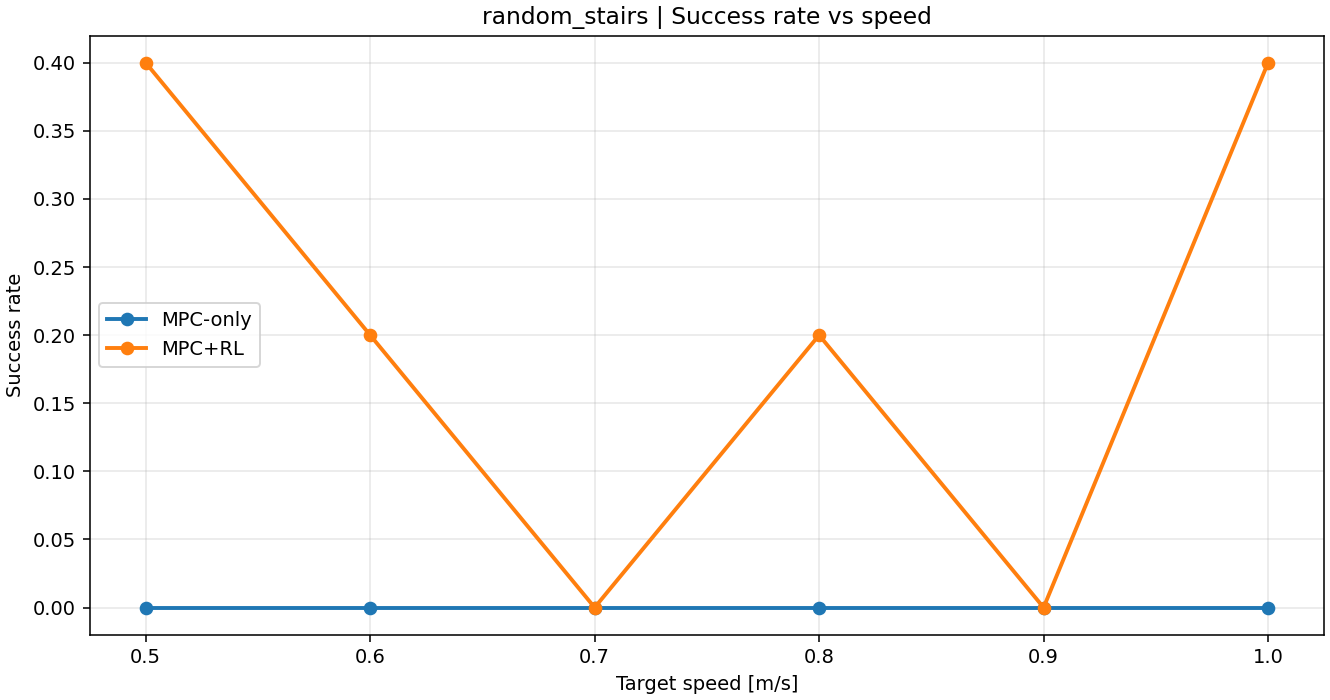 random_stairs | Success rate vs speed
0.40
0.35
0.30
0.25
0.20
0.15
0.10
0.05
0.00
Success rate
MPC-only
MPC+RL
0.5 0.6 0.7 0.8 0.9 1.0
Target speed [m/s]